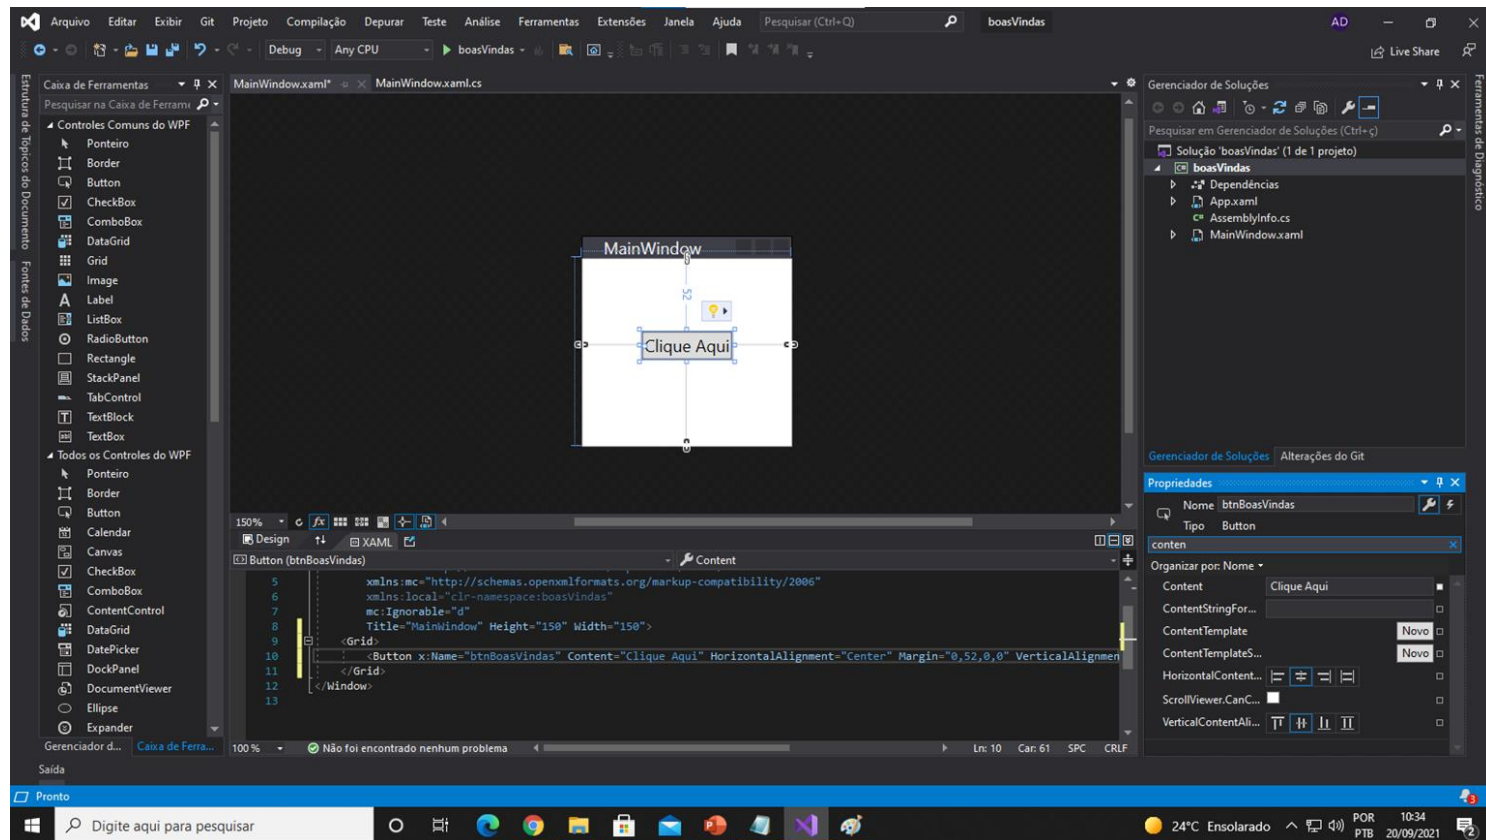 Arquivo Editar Exibir Git Projeto Compilação Depurar Teste Análise Ferramentas Extensões Janela Ajuda Pesquisar (Ctrl+Q) boasVindas AD
Debug Any CPU boasVindas Live Share
Estrutura de Tópicos do Documento
Fontes de Dados
Caixa de Ferramentas
Pesquisar na Caixa de Ferrame
Controles Comuns do WPF
Ponteiro
Border
Button
CheckBox
ComboBox
DataGrid
Grid
Image
Label
ListBox
RadioButton
Rectangle
StackPanel
TabControl
TextBlock
TextBox
Todos os Controles do WPF
Ponteiro
Border
Button
Calendar
Canvas
CheckBox
ComboBox
ContentControl
DataGrid
DatePicker
DockPanel
DocumentViewer
Ellipse
Expander
Gerenciador d... Caixa de Ferra...
MainWindow.xaml* MainWindow.xaml.cs
MainWindow
52
Clique Aqui
150%
Design XAML
Button (btnBoasVindas) Content
5 xmlns:mc="http://schemas.openxmlformats.org/markup-compatibility/2006"
6 xmlns:local="clr-namespace:boasVindas"
7 mc:Ignorable="d"
8 Title="MainWindow" Height="150" Width="150">
9 <Grid>
10 <Button x:Name="btnBoasVindas" Content="Clique Aqui" HorizontalAlignment="Center" Margin="0,52,0,0" VerticalAlignmen
11 </Grid>
12 </Window>
13
100 % Não foi encontrado nenhum problema Ln: 10 Car: 61 SPC CRLF
Gerenciador de Soluções
Pesquisar em Gerenciador de Soluções (Ctrl+ç)
Solução 'boasVindas' (1 de 1 projeto)
boasVindas
Dependências
App.xaml
AssemblyInfo.cs
MainWindow.xaml
Gerenciador de Soluções Alterações do Git
Propriedades
Nome btnBoasVindas
Tipo Button
conten
Organizar por: Nome
Content Clique Aqui
ContentStringFor...
ContentTemplate Novo
ContentTemplateS... Novo
HorizontalContent...
ScrollViewer.CanC...
VerticalContentAli...
Ferramentas de Diagnóstico
Saída
Pronto 3
Digite aqui para pesquisar 24°C Ensolarado POR PTB 10:34 20/09/2021 2